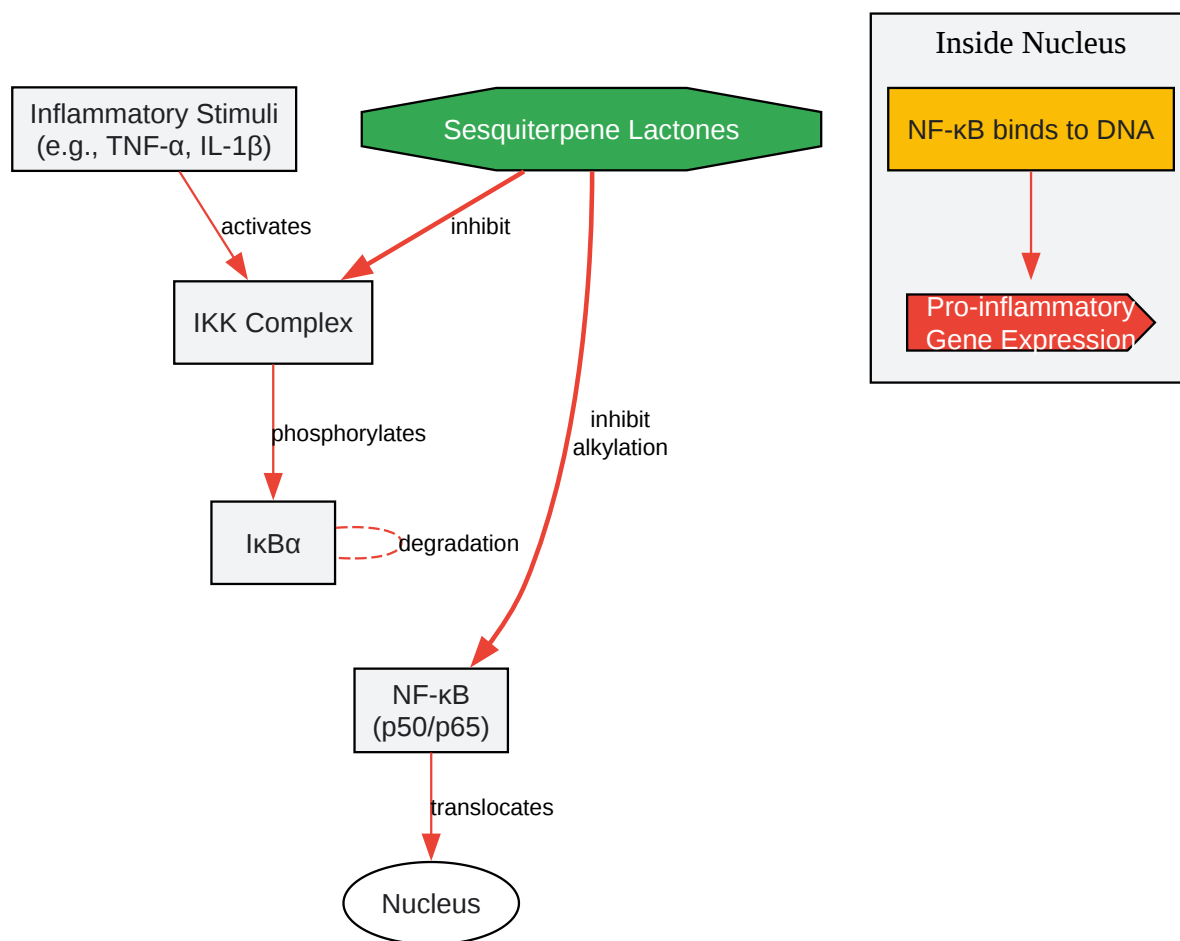 Inside Nucleus
Inflammatory Stimuli
(e.g., TNF-α, IL-1β)
Sesquiterpene Lactones
NF-κB binds to DNA
activates
inhibit
IKK Complex
Pro-inflammatory
Gene Expression
phosphorylates
inhibit
alkylation
IκBα
degradation
NF-κB
(p50/p65)
translocates
Nucleus